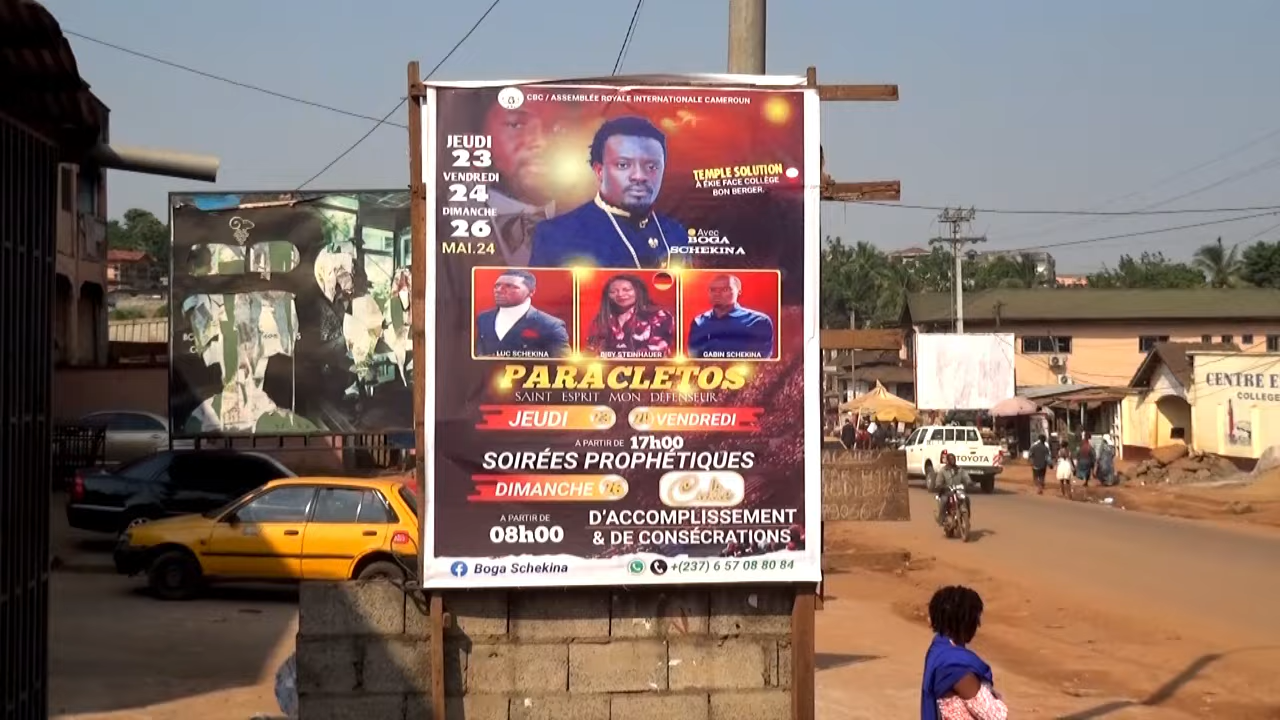 CBC / ASSEMBLÉE ROYALE INTERNATIONALE CAMEROUN
JEUDI
23
VENDREDI
24
DIMANCHE
26
MAI.24
TEMPLE SOLUTION
À EKIE FACE COLLÈGE
BON BERGER.
Avec
BOGA
SCHEKINA
LUC SCHEKINA
BIBY STEINHAUER
GABIN SCHEKINA
PARACLETOS
SAINT ESPRIT MON DÉFENSEUR
JEUDI 23
24 VENDREDI
A PARTIR DE 17h00
SOIRÉES PROPHÉTIQUES
DIMANCHE 26
Culte
A PARTIR DE
08h00
D'ACCOMPLISSEMENT
& DE CONSÉCRATIONS
Boga Schekina
+(237) 6 57 08 80 84
TOYOTA
CENTRE
COLLEGE